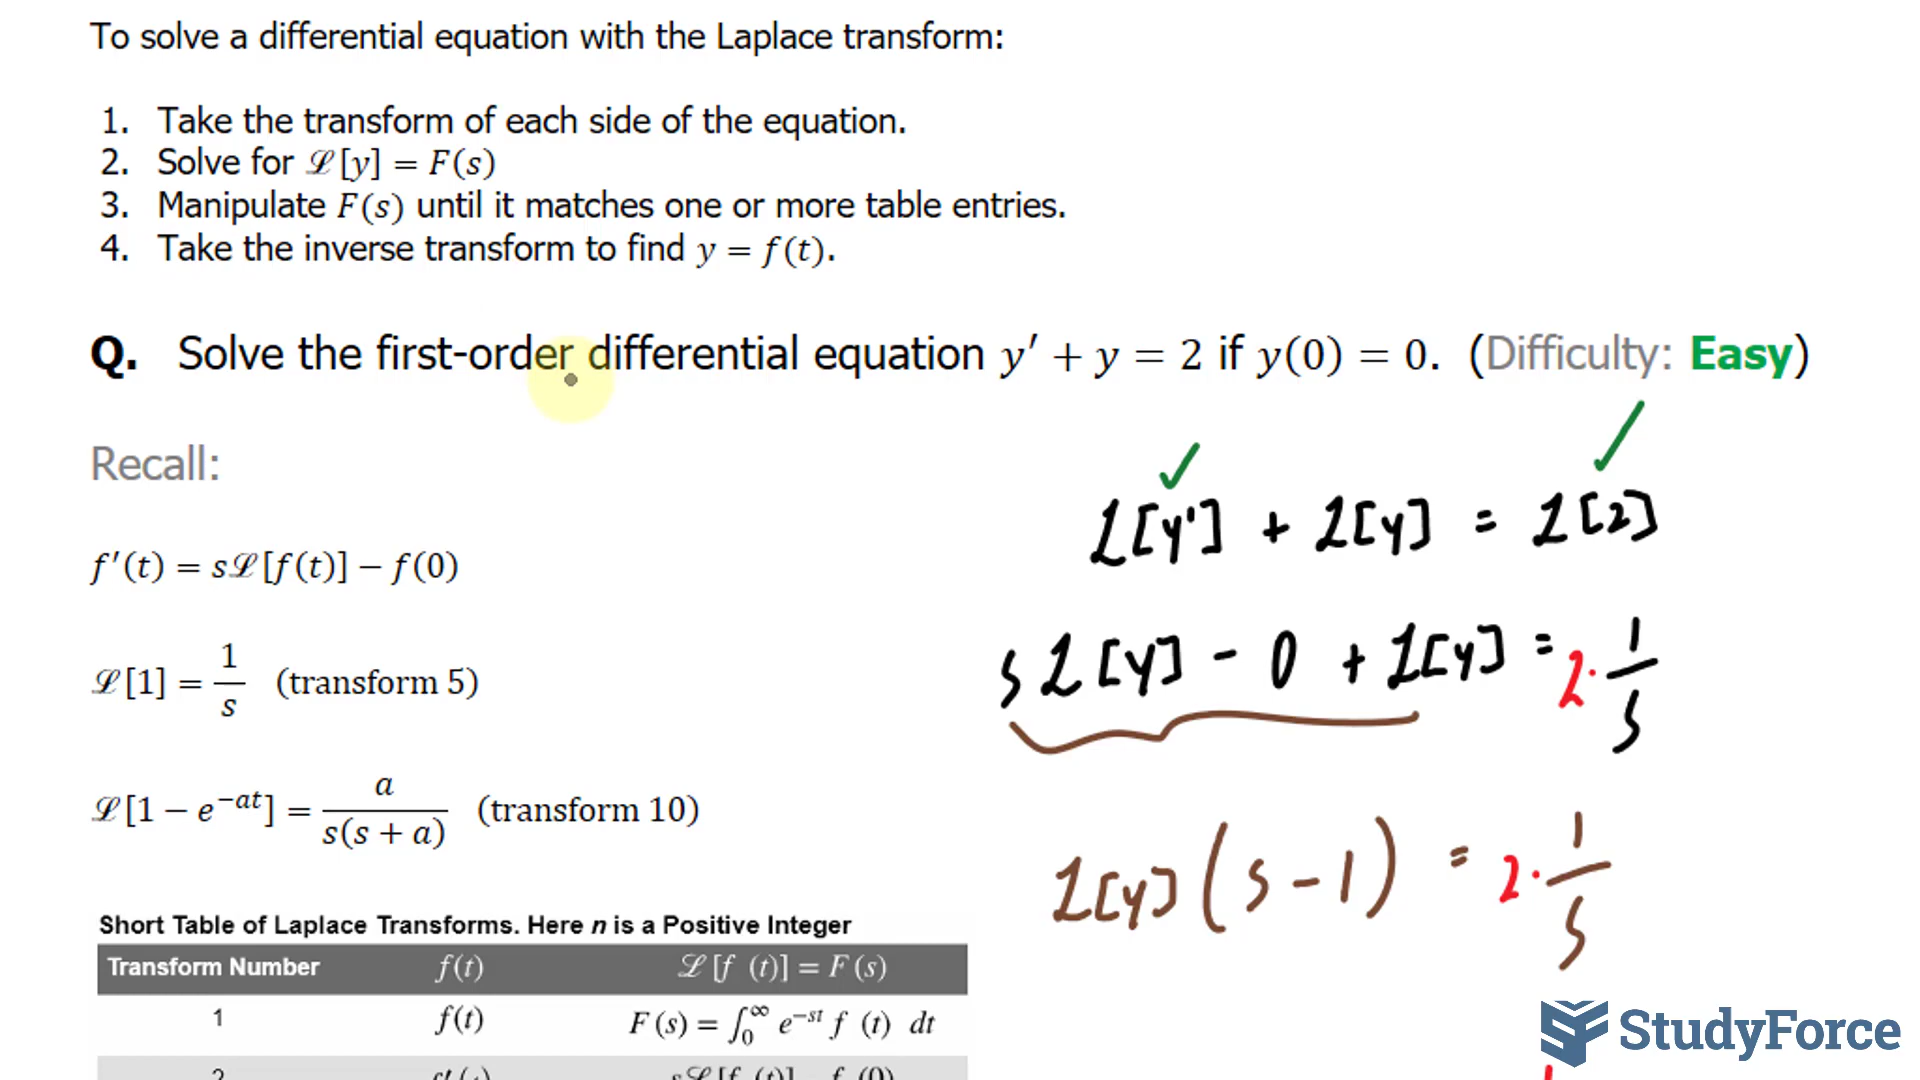 To solve a differential equation with the Laplace transform:
1. Take the transform of each side of the equation.
2. Solve for ℒ[y] = F(s)
3. Manipulate F(s) until it matches one or more table entries.
4. Take the inverse transform to find y = f(t).
Q. Solve the first-order differential equation y′ + y = 2 if y(0) = 0. (Difficulty: Easy)
Recall:
f′(t) = sℒ[f(t)] − f(0)
ℒ[1] = 1/s (transform 5)
ℒ[1 − e^−at] = a/s(s + a) (transform 10)
ℒ[y'] + ℒ[y] = ℒ[2]
sℒ[y] - 0 + ℒ[y] = 2·1/s
ℒ[y](s-1) = 2·1/s
Short Table of Laplace Transforms. Here n is a Positive Integer
Transform Number f(t) ℒ[f (t)] = F(s)
1 f(t) F(s) = ∫₀^∞ e^−st f (t) dt
StudyForce